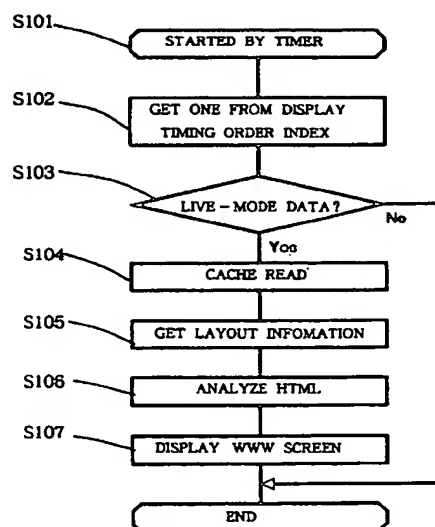 S101
STARTED BY TIMER
S102
GET ONE FROM DISPLAY
TIMING ORDER INDEX
S103
LIVE-MODE DATA?
No
Yes
S104
CACHE READ
S105
GET LAYOUT INFOMATION
S106
ANALYZE HTML
S107
DISPLAY WWW SCREEN
END